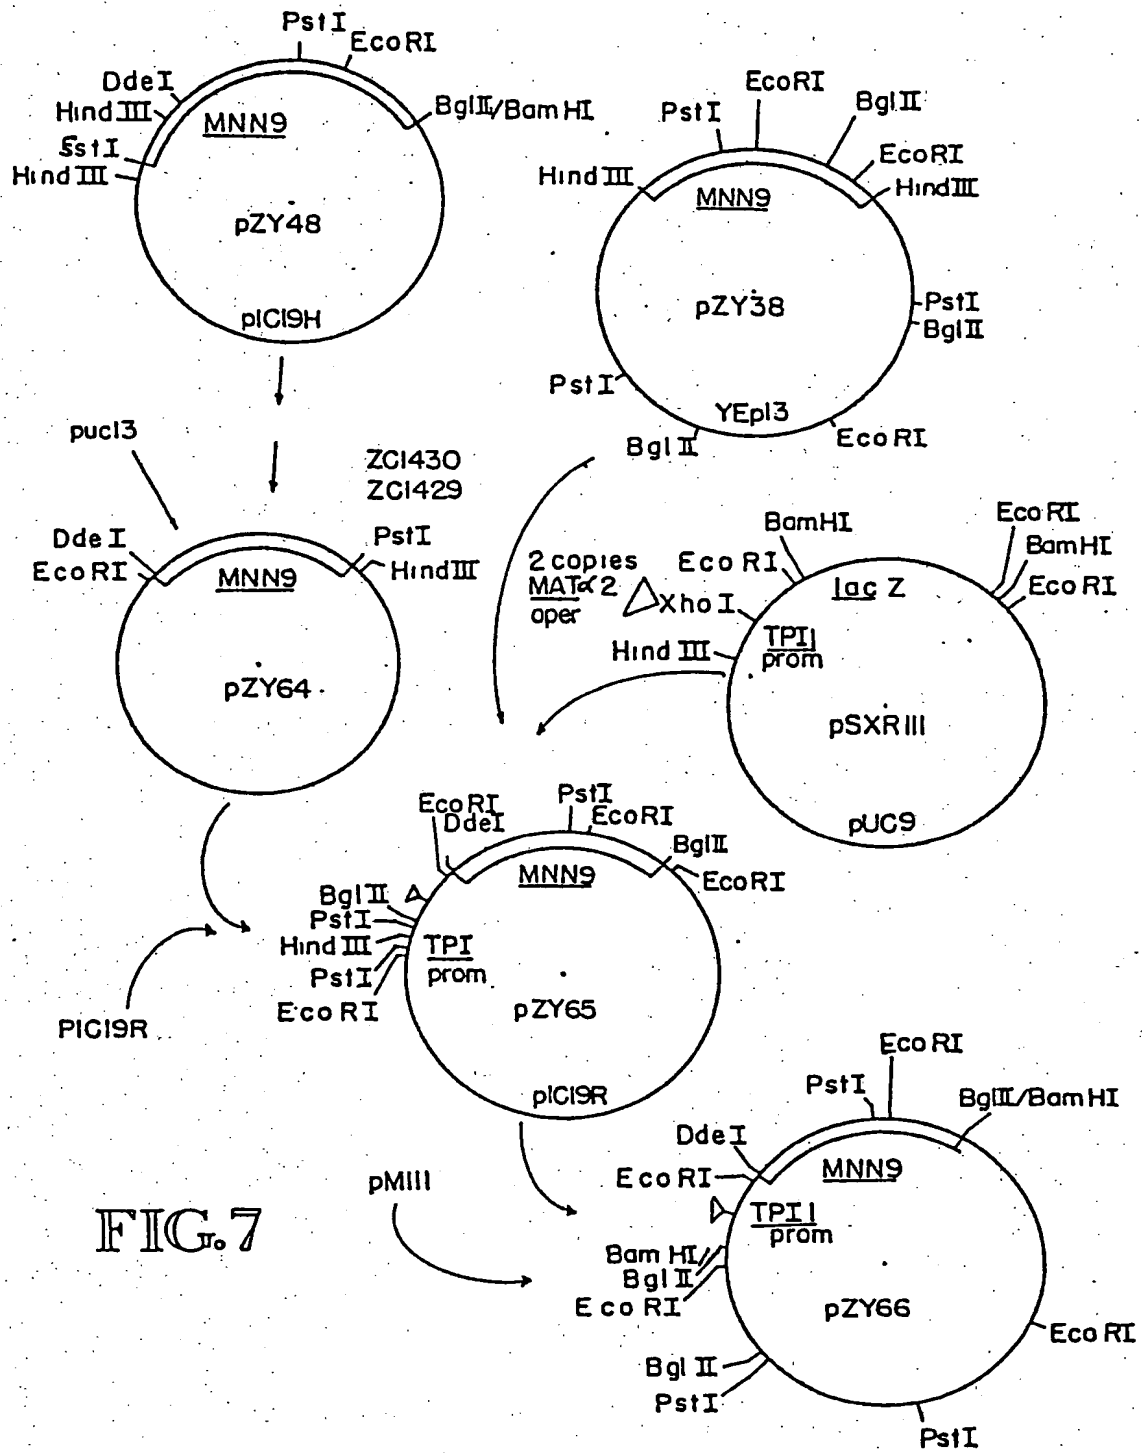 PstI
EcoRI
DdeI
HindIII
SstI
HindIII
BglII/BamHI
MNN9
pZY48
pIC19H
EcoRI
PstI
BglII
EcoRI
HindIII
HindIII
MNN9
pZY38
PstI
BglII
PstI
YEp13
BglII
EcoRI
puc13
ZC1430
ZC1429
DdeI
EcoRI
PstI
HindIII
MNN9
pZY64
2 copies
MATα2
oper
BamHI
EcoRI
XhoI
HindIII
EcoRI
BamHI
EcoRI
lac Z
TPI1
prom
pSXR111
pUC9
EcoRI
DdeI
PstI
EcoRI
BglII
EcoRI
MNN9
BglII
PstI
HindIII
PstI
EcoRI
TPI
prom
pZY65
pIC19R
PIC19R
EcoRI
PstI
BglII/BamHI
DdeI
EcoRI
MNN9
TPI1
prom
BamHI/
BglII
EcoRI
pZY66
EcoRI
BglII
PstI
PstI
pM111
FIG. 7